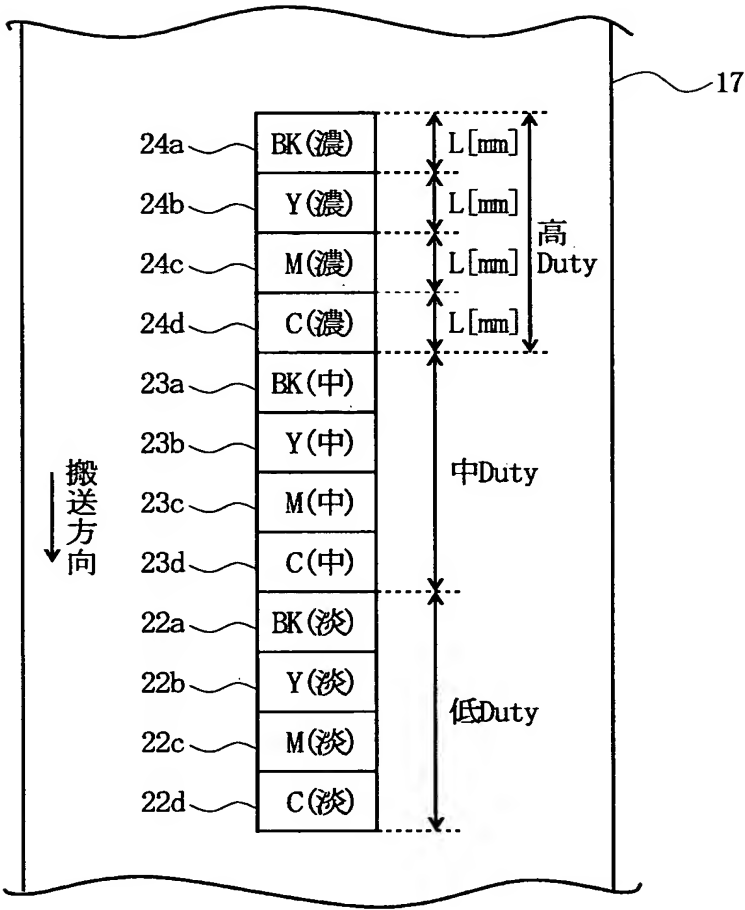 17
24a BK(濃) L[mm]
24b Y(濃) L[mm]
高
24c M(濃) L[mm] Duty
24d C(濃) L[mm]
23a BK(中)
23b Y(中)
中Duty
23c M(中)
搬送方向
23d C(中)
22a BK(淡)
22b Y(淡)
低Duty
22c M(淡)
22d C(淡)